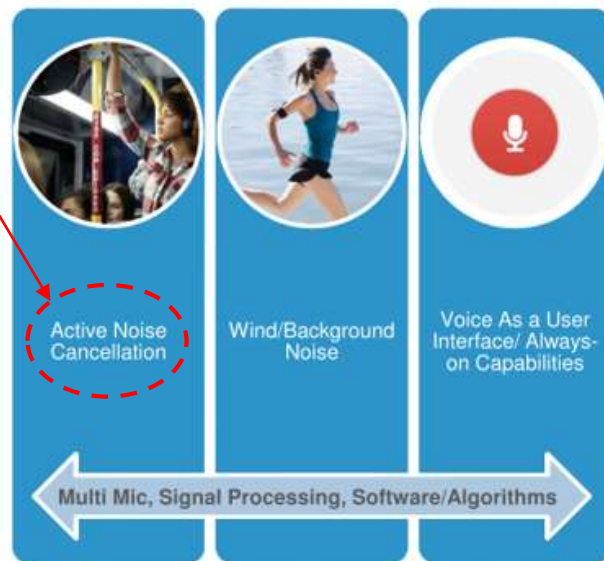 Active Noise
Cancellation
Wind/Background
Noise
Voice As a User
Interface/ Always-
on Capabilities
Multi Mic, Signal Processing, Software/Algorithms